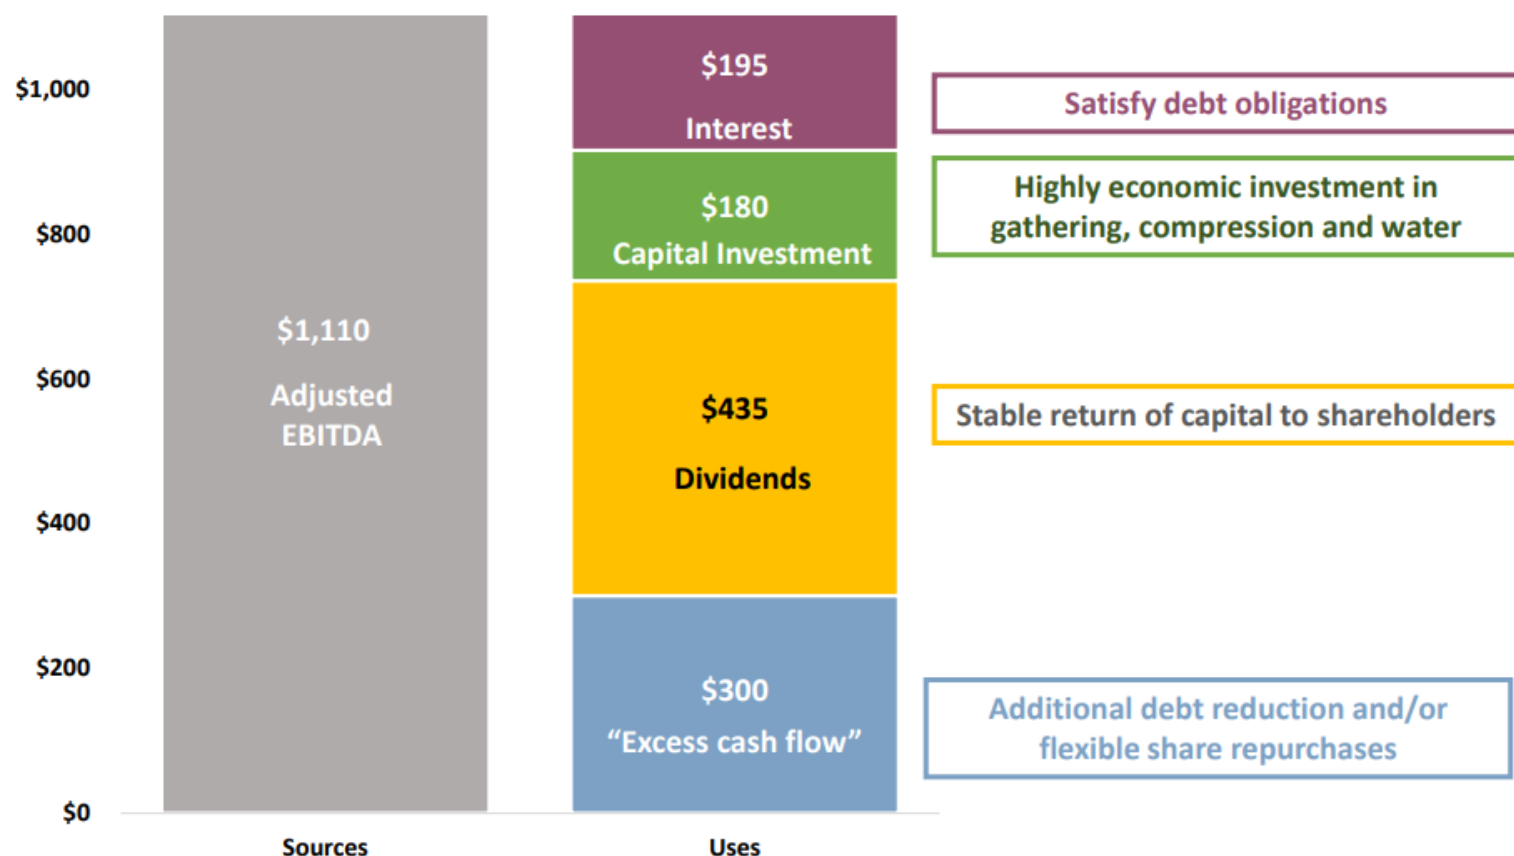 $1,000
$800
$600
$400
$200
$0
$1,110
Adjusted
EBITDA
Sources
$195
Interest
$180
Capital Investment
$435
Dividends
$300
“Excess cash flow”
Uses
Satisfy debt obligations
Highly economic investment in
gathering, compression and water
Stable return of capital to shareholders
Additional debt reduction and/or
flexible share repurchases